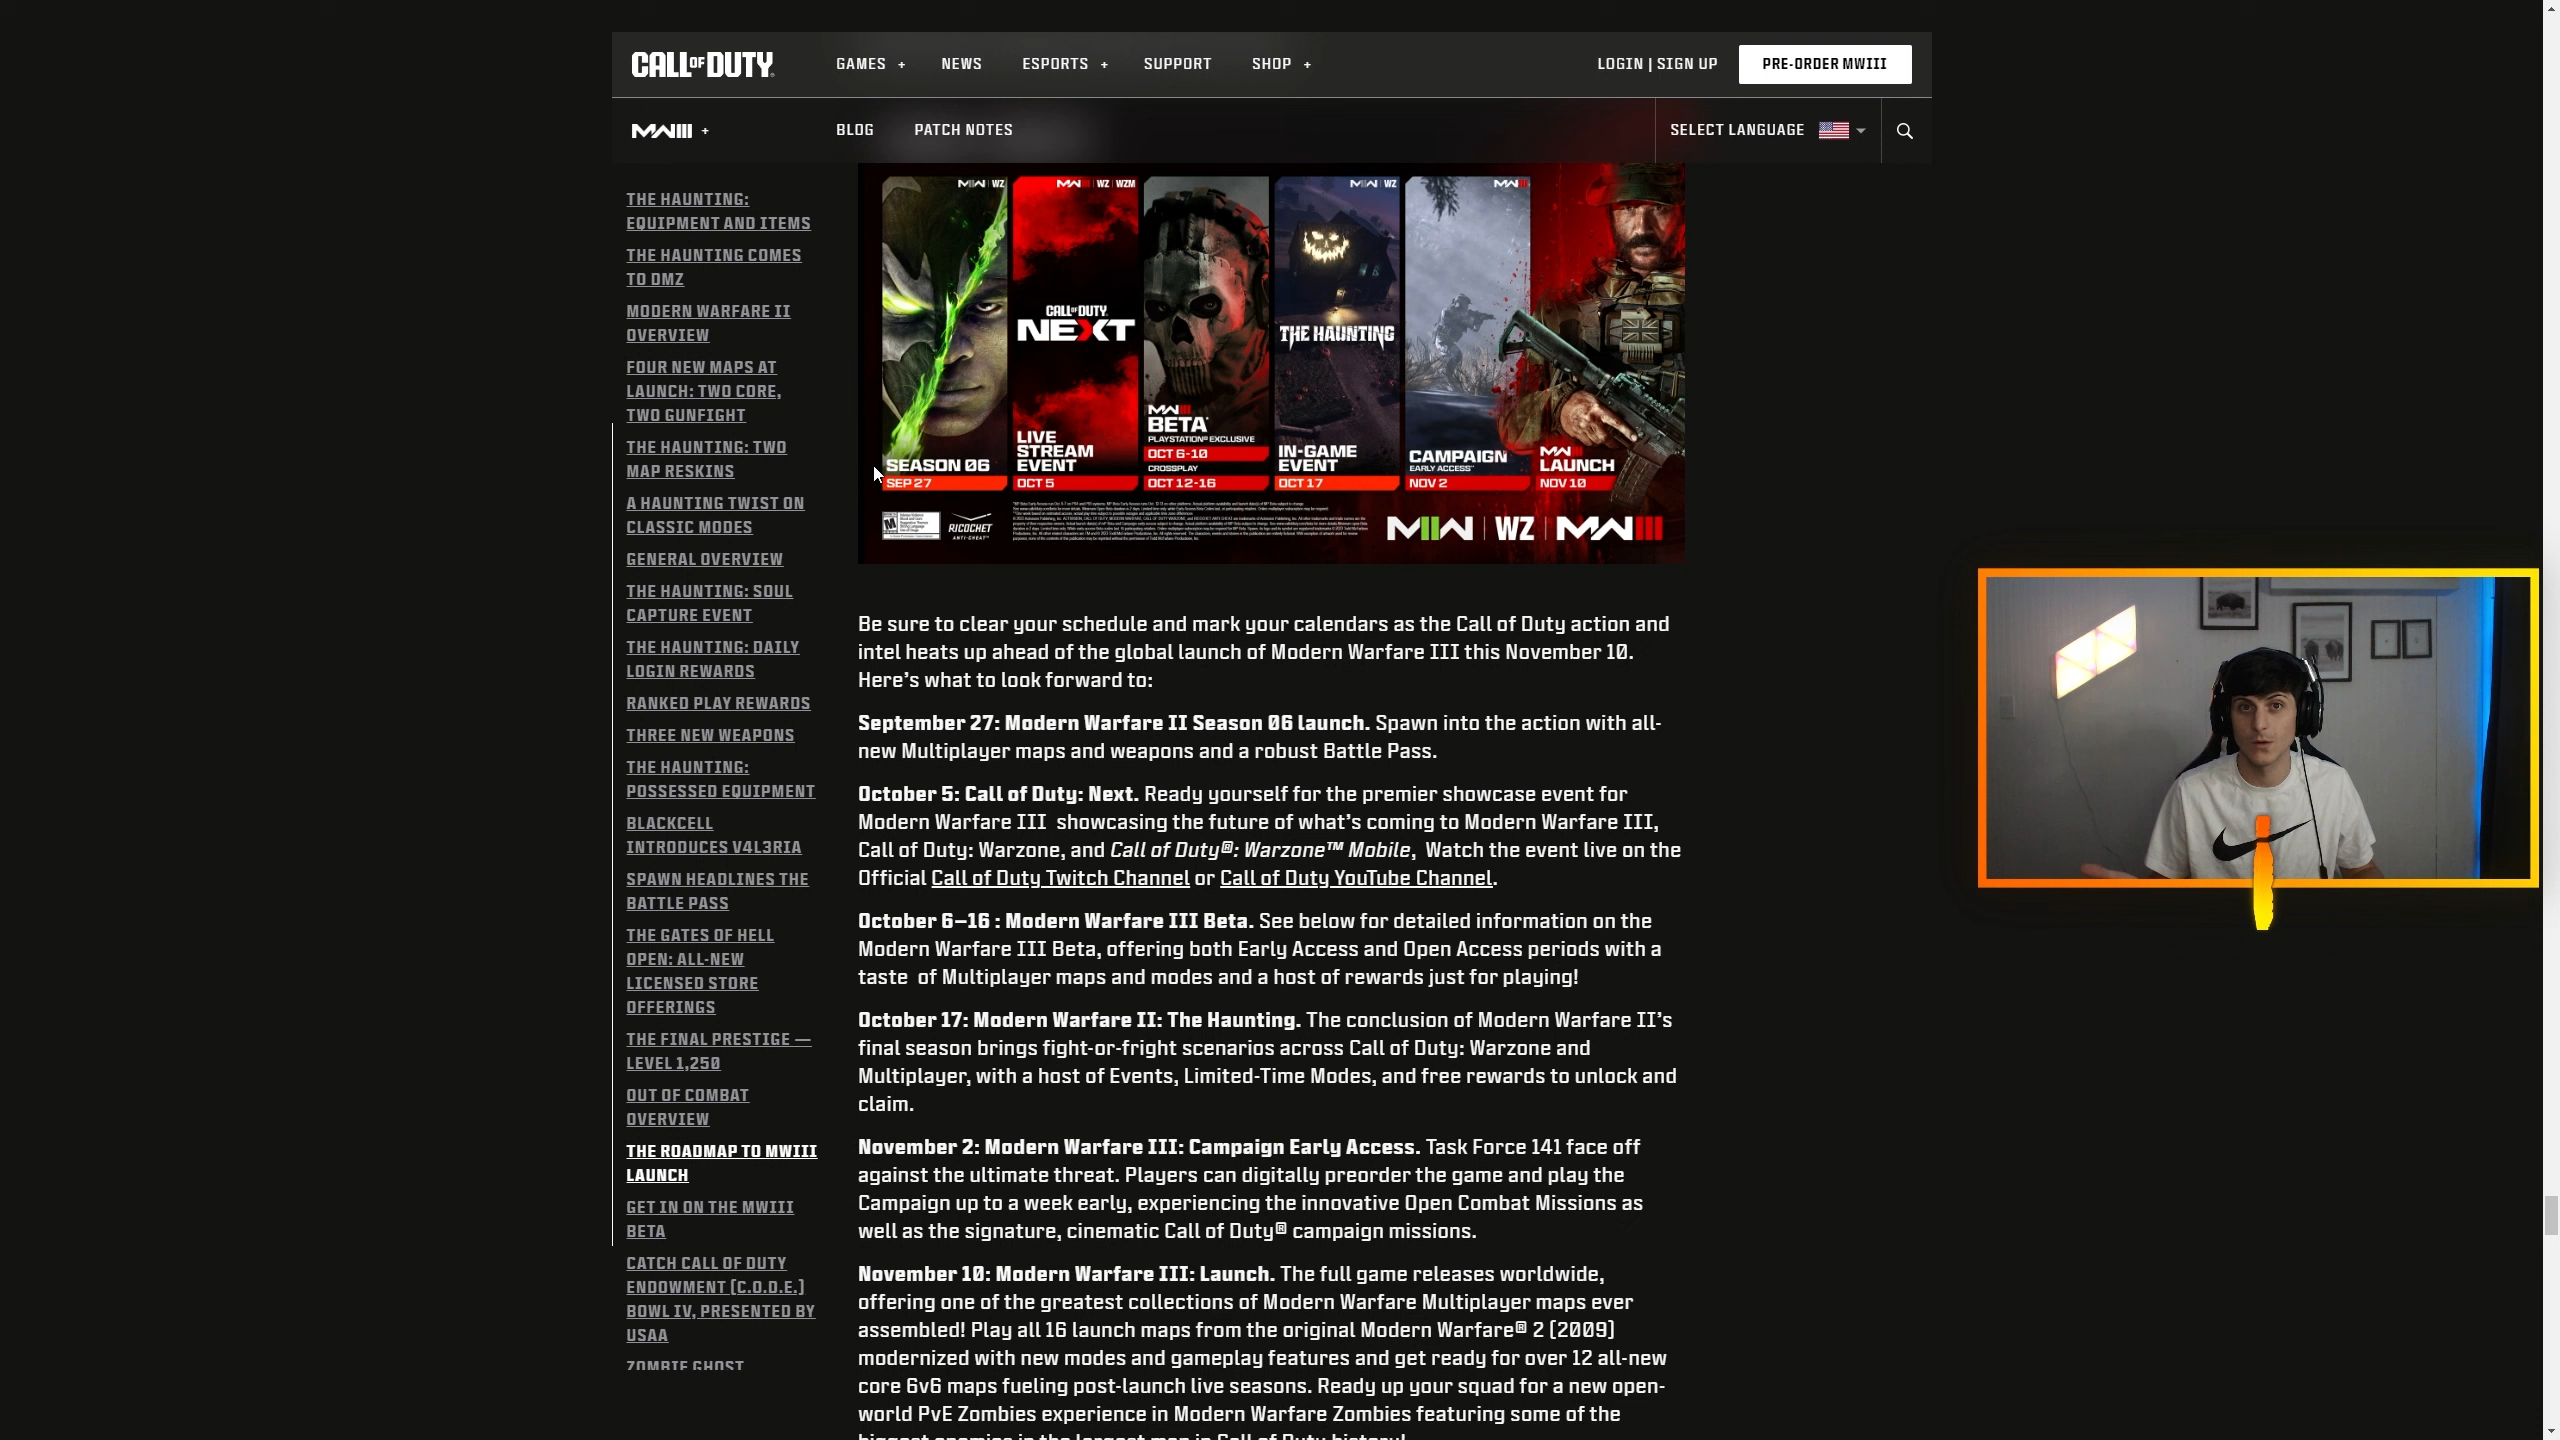 CALL OF DUTY
GAMES +
NEWS
ESPORTS +
SUPPORT
SHOP +
LOGIN | SIGN UP
PRE-ORDER MWIII
MWIII +
BLOG
PATCH NOTES
SELECT LANGUAGE
THE HAUNTING:
EQUIPMENT AND ITEMS
THE HAUNTING COMES
TO DMZ
MODERN WARFARE II
OVERVIEW
FOUR NEW MAPS AT
LAUNCH: TWO CORE,
TWO GUNFIGHT
THE HAUNTING: TWO
MAP RESKINS
A HAUNTING TWIST ON
CLASSIC MODES
GENERAL OVERVIEW
THE HAUNTING: SOUL
CAPTURE EVENT
THE HAUNTING: DAILY
LOGIN REWARDS
RANKED PLAY REWARDS
THREE NEW WEAPONS
THE HAUNTING:
POSSESSED EQUIPMENT
BLACKCELL
INTRODUCES V4L3RIA
SPAWN HEADLINES THE
BATTLE PASS
THE GATES OF HELL
OPEN: ALL-NEW
LICENSED STORE
OFFERINGS
THE FINAL PRESTIGE —
LEVEL 1,250
OUT OF COMBAT
OVERVIEW
THE ROADMAP TO MWIII
LAUNCH
GET IN ON THE MWIII
BETA
CATCH CALL OF DUTY
ENDOWMENT (C.O.D.E.)
BOWL IV, PRESENTED BY
USAA
ZOMBIE GHOST
MWII | WZ
SEASON 06
SEP 27
MWIII | WZ | WZM
CALL OF DUTY
NEXT
LIVE
STREAM
EVENT
OCT 5
MWIII
BETA*
PLAYSTATION® EXCLUSIVE
OCT 6-10
CROSSPLAY
OCT 12-16
MWII | WZ
THE HAUNTING
IN-GAME
EVENT
OCT 17
MWIII
CAMPAIGN
EARLY ACCESS**
NOV 2
MWIII
LAUNCH
NOV 10
M
RICOCHET
ANTI-CHEAT™
MWII | WZ | MWIII
Be sure to clear your schedule and mark your calendars as the Call of Duty action and
intel heats up ahead of the global launch of Modern Warfare III this November 10.
Here’s what to look forward to:
September 27: Modern Warfare II Season 06 launch. Spawn into the action with all-
new Multiplayer maps and weapons and a robust Battle Pass.
October 5: Call of Duty: Next. Ready yourself for the premier showcase event for
Modern Warfare III showcasing the future of what’s coming to Modern Warfare III,
Call of Duty: Warzone, and Call of Duty®: Warzone™ Mobile, Watch the event live on the
Official Call of Duty Twitch Channel or Call of Duty YouTube Channel.
October 6–16 : Modern Warfare III Beta. See below for detailed information on the
Modern Warfare III Beta, offering both Early Access and Open Access periods with a
taste of Multiplayer maps and modes and a host of rewards just for playing!
October 17: Modern Warfare II: The Haunting. The conclusion of Modern Warfare II’s
final season brings fight-or-fright scenarios across Call of Duty: Warzone and
Multiplayer, with a host of Events, Limited-Time Modes, and free rewards to unlock and
claim.
November 2: Modern Warfare III: Campaign Early Access. Task Force 141 face off
against the ultimate threat. Players can digitally preorder the game and play the
Campaign up to a week early, experiencing the innovative Open Combat Missions as
well as the signature, cinematic Call of Duty® campaign missions.
November 10: Modern Warfare III: Launch. The full game releases worldwide,
offering one of the greatest collections of Modern Warfare Multiplayer maps ever
assembled! Play all 16 launch maps from the original Modern Warfare® 2 (2009)
modernized with new modes and gameplay features and get ready for over 12 all-new
core 6v6 maps fueling post-launch live seasons. Ready up your squad for a new open-
world PvE Zombies experience in Modern Warfare Zombies featuring some of the
biggest enemies in the largest map in Call of Duty history!